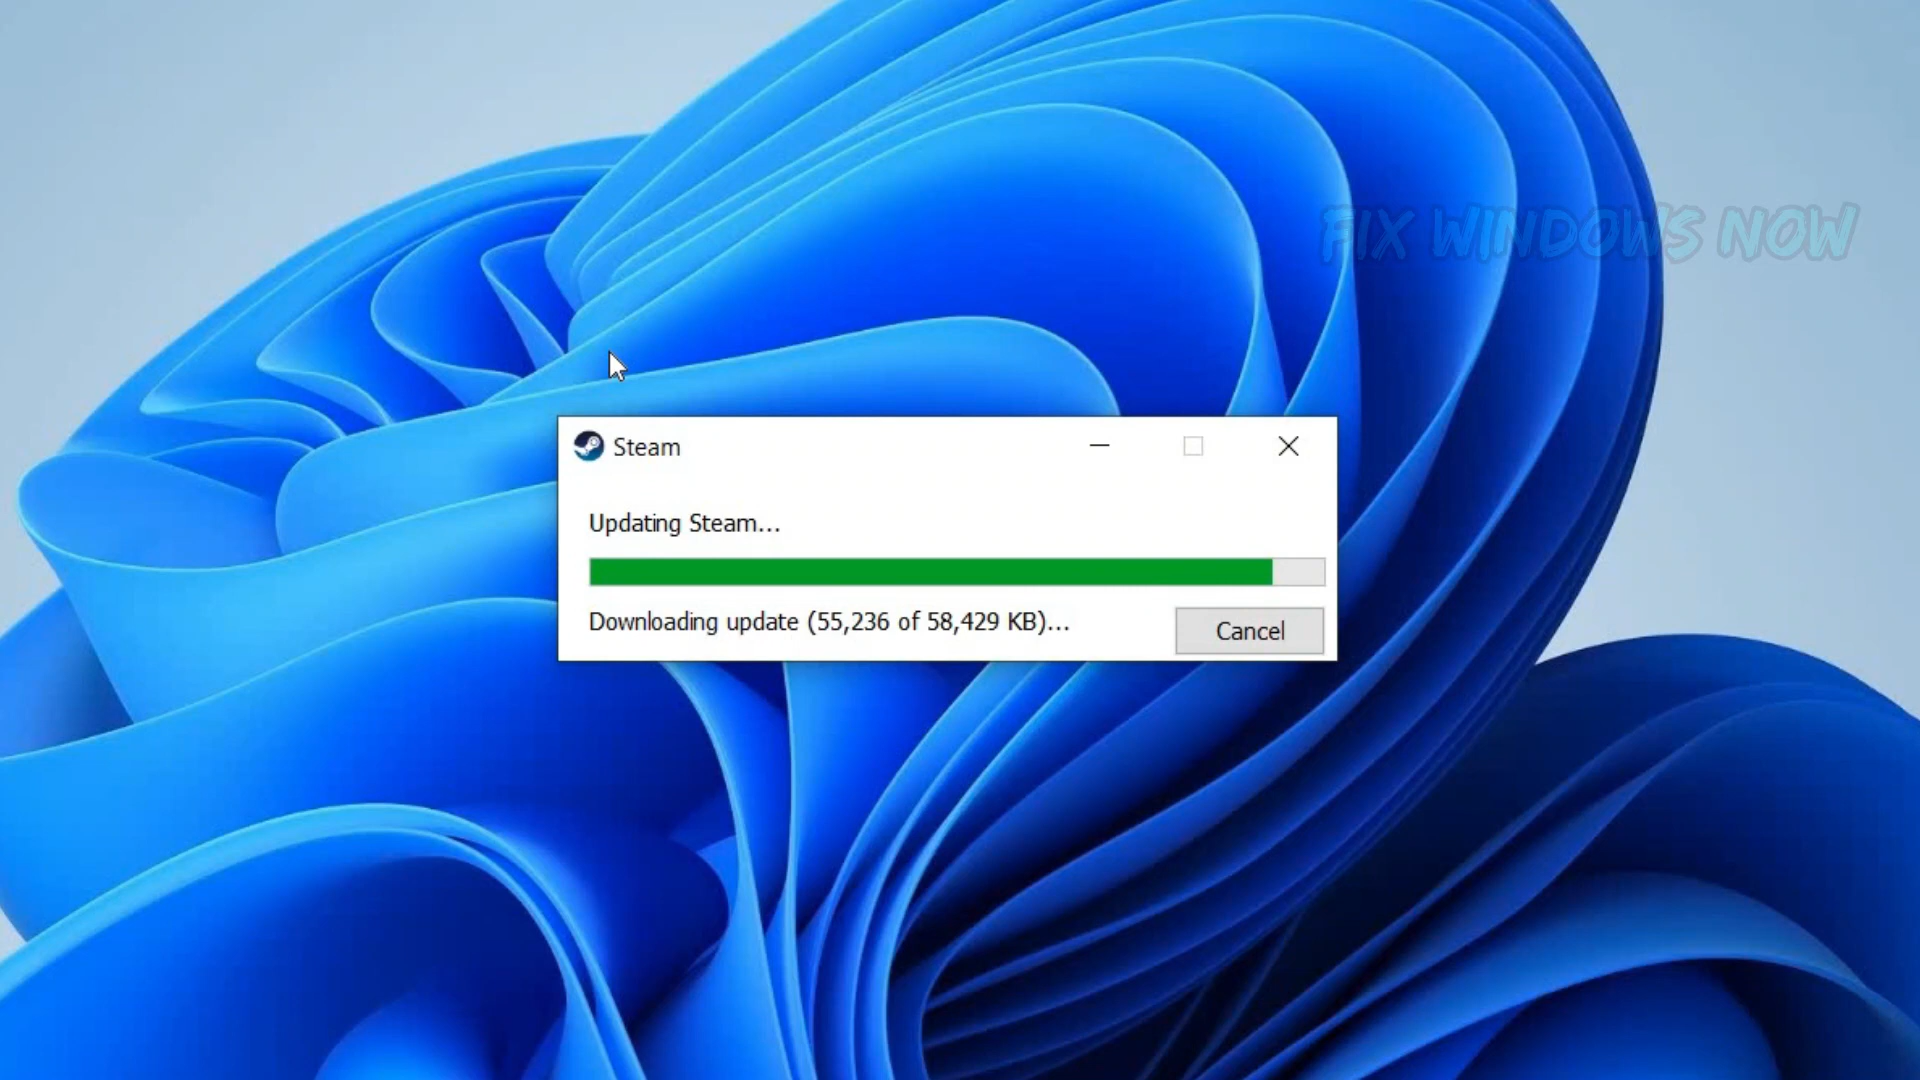 FIX WINDOWS NOW
Steam
Updating Steam...
Downloading update (55,236 of 58,429 KB)...
Cancel